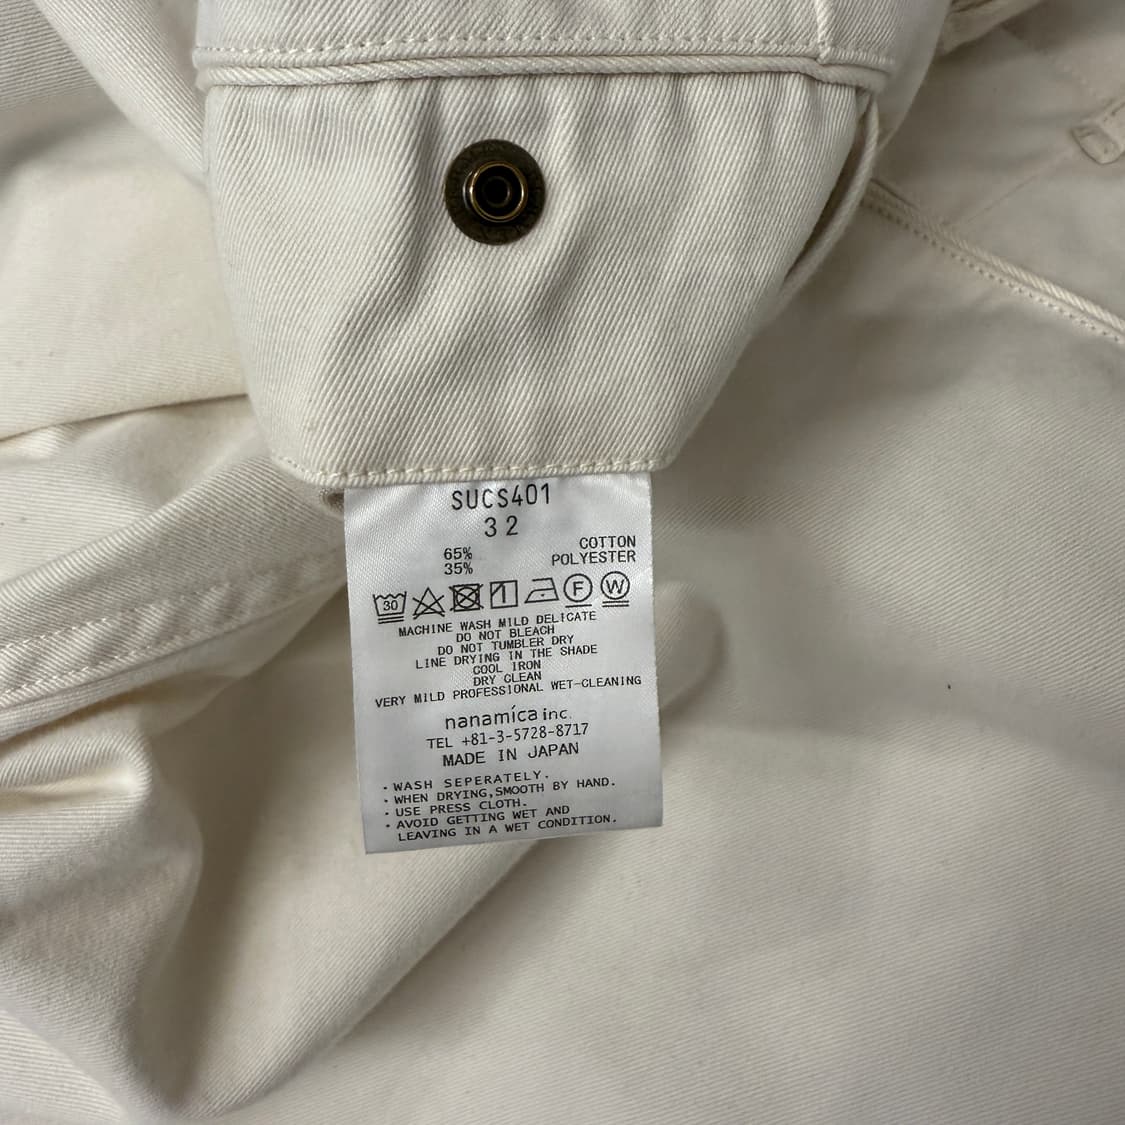 SUCS401
32
65% COTTON
35% POLYESTER
30 F W
MACHINE WASH MILD DELICATE
DO NOT BLEACH
DO NOT TUMBLER DRY
LINE DRYING IN THE SHADE
COOL IRON
DRY CLEAN
VERY MILD PROFESSIONAL WET-CLEANING
nanamica inc.
TEL +81-3-5728-8717
MADE IN JAPAN
・WASH SEPERATELY.
・WHEN DRYING,SMOOTH BY HAND.
・USE PRESS CLOTH.
・AVOID GETTING WET AND
LEAVING IN A WET CONDITION.